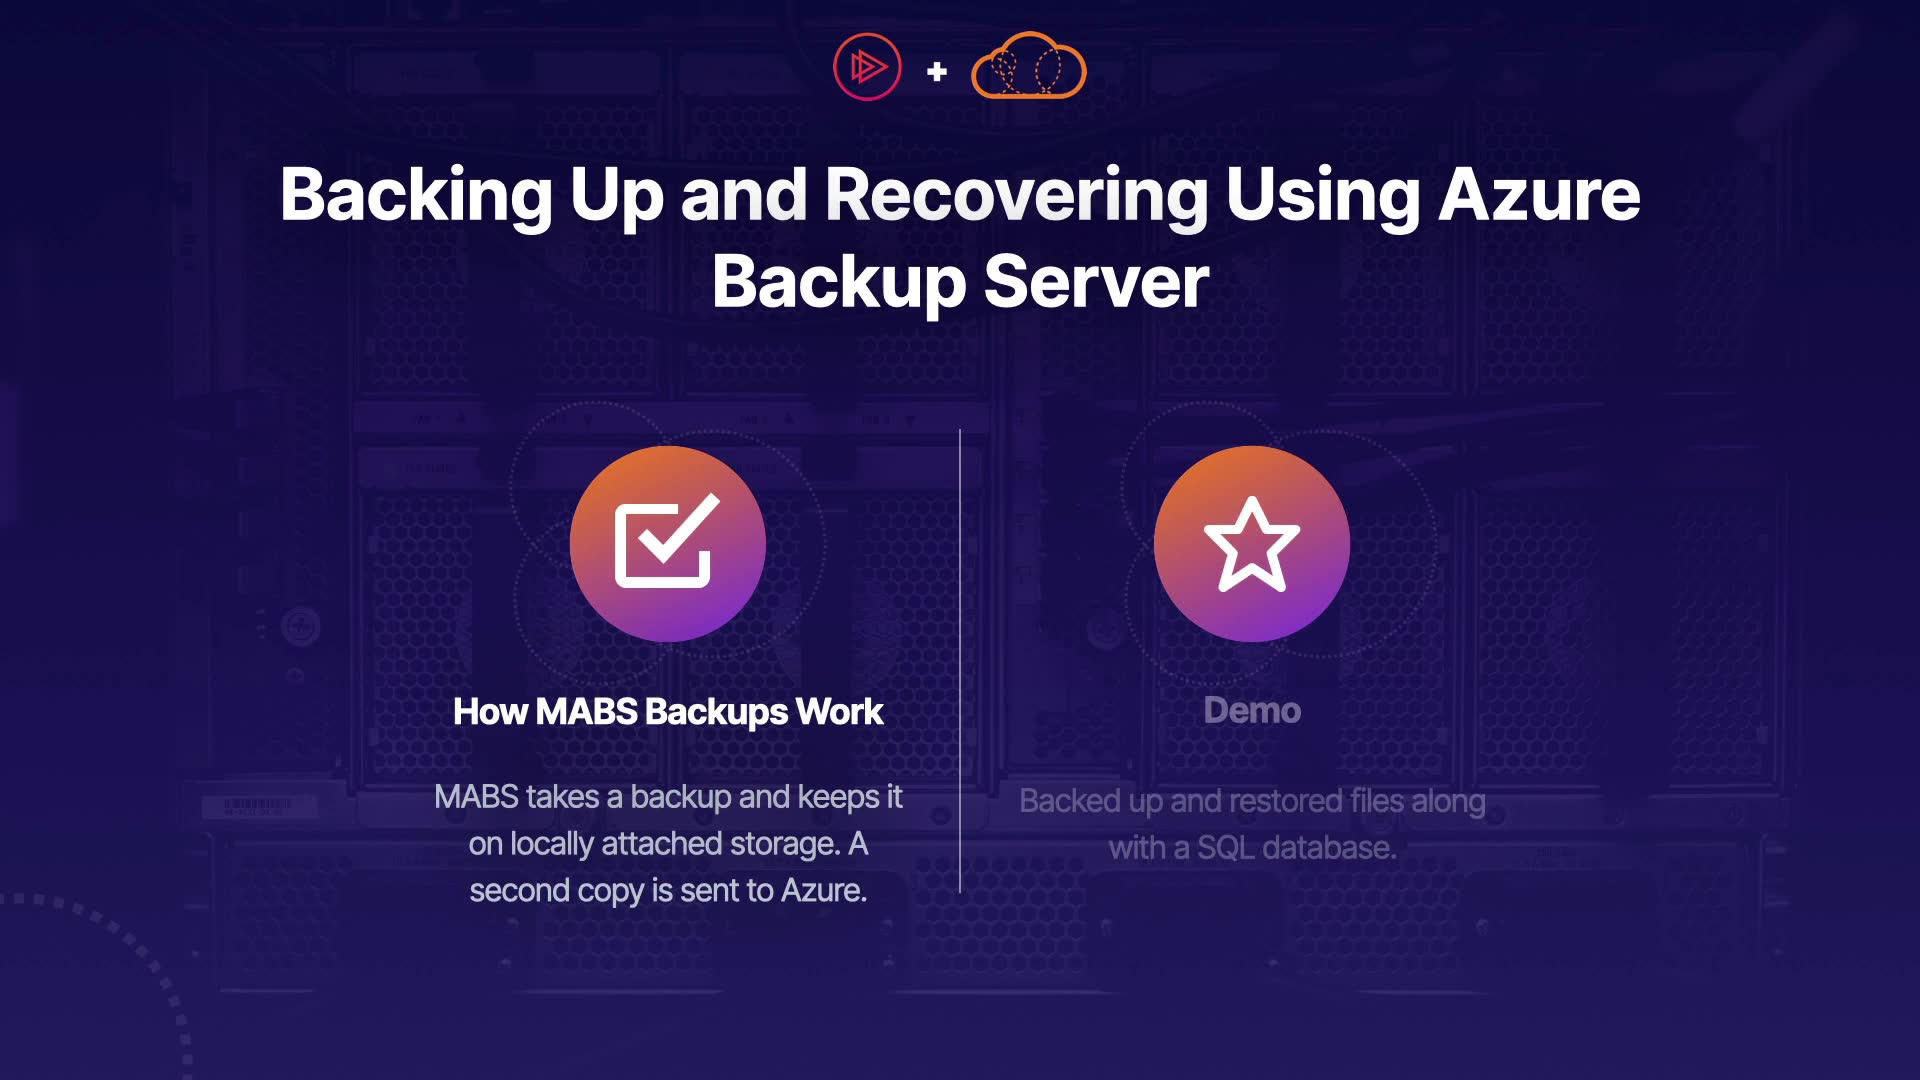 Backing Up and Recovering Using Azure
Backup Server
How MABS Backups Work
MABS takes a backup and keeps it
on locally attached storage. A
second copy is sent to Azure.
Demo
Backed up and restored files along
with a SQL database.